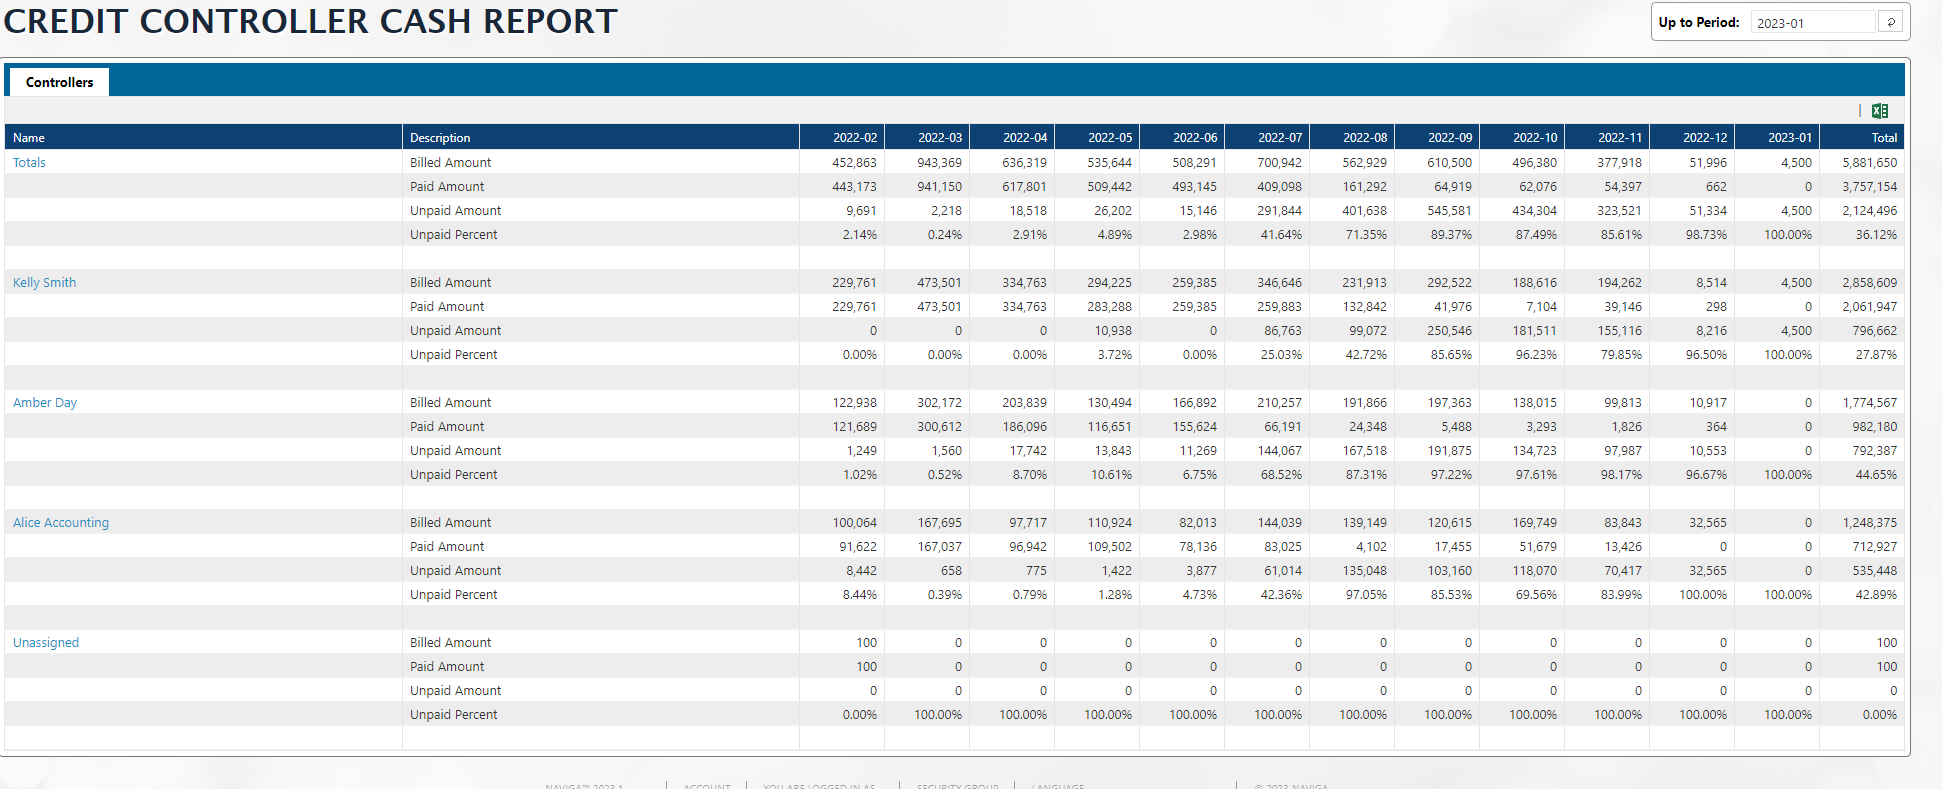 CREDIT CONTROLLER CASH REPORT
Up to Period: 2023-01
Controllers
Name Description 2022-02 2022-03 2022-04 2022-05 2022-06 2022-07 2022-08 2022-09 2022-10 2022-11 2022-12 2023-01 Total
Totals Billed Amount 452,863 943,369 636,319 535,644 508,291 700,942 562,929 610,500 496,380 377,918 51,996 4,500 5,881,650
Paid Amount 443,173 941,150 617,801 509,442 493,145 409,098 161,292 64,919 62,076 54,397 662 0 3,757,154
Unpaid Amount 9,691 2,218 18,518 26,202 15,146 291,844 401,638 545,581 434,304 323,521 51,334 4,500 2,124,496
Unpaid Percent 2.14% 0.24% 2.91% 4.89% 2.98% 41.64% 71.35% 89.37% 87.49% 85.61% 98.73% 100.00% 36.12%
Kelly Smith Billed Amount 229,761 473,501 334,763 294,225 259,385 346,646 231,913 292,522 188,616 194,262 8,514 4,500 2,858,609
Paid Amount 229,761 473,501 334,763 283,288 259,385 259,883 132,842 41,976 7,104 39,146 298 0 2,061,947
Unpaid Amount 0 0 0 10,938 0 86,763 99,072 250,546 181,511 155,116 8,216 4,500 796,662
Unpaid Percent 0.00% 0.00% 0.00% 3.72% 0.00% 25.03% 42.72% 85.65% 96.23% 79.85% 96.50% 100.00% 27.87%
Amber Day Billed Amount 122,938 302,172 203,839 130,494 166,892 210,257 191,866 197,363 138,015 99,813 10,917 0 1,774,567
Paid Amount 121,689 300,612 186,096 116,651 155,624 66,191 24,348 5,488 3,293 1,826 364 0 982,180
Unpaid Amount 1,249 1,560 17,742 13,843 11,269 144,067 167,518 191,875 134,723 97,987 10,553 0 792,387
Unpaid Percent 1.02% 0.52% 8.70% 10.61% 6.75% 68.52% 87.31% 97.22% 97.61% 98.17% 96.67% 100.00% 44.65%
Alice Accounting Billed Amount 100,064 167,695 97,717 110,924 82,013 144,039 139,149 120,615 169,749 83,843 32,565 0 1,248,375
Paid Amount 91,622 167,037 96,942 109,502 78,136 83,025 4,102 17,455 51,679 13,426 0 0 712,927
Unpaid Amount 8,442 658 775 1,422 3,877 61,014 135,048 103,160 118,070 70,417 32,565 0 535,448
Unpaid Percent 8.44% 0.39% 0.79% 1.28% 4.73% 42.36% 97.05% 85.53% 69.56% 83.99% 100.00% 100.00% 42.89%
Unassigned Billed Amount 100 0 0 0 0 0 0 0 0 0 0 0 100
Paid Amount 100 0 0 0 0 0 0 0 0 0 0 0 100
Unpaid Amount 0 0 0 0 0 0 0 0 0 0 0 0 0
Unpaid Percent 0.00% 100.00% 100.00% 100.00% 100.00% 100.00% 100.00% 100.00% 100.00% 100.00% 100.00% 100.00% 0.00%
NAVIGA™ 2023.1 ACCOUNT YOU ARE LOGGED IN AS SECURITY GROUP LANGUAGE © 2023 NAVIGA